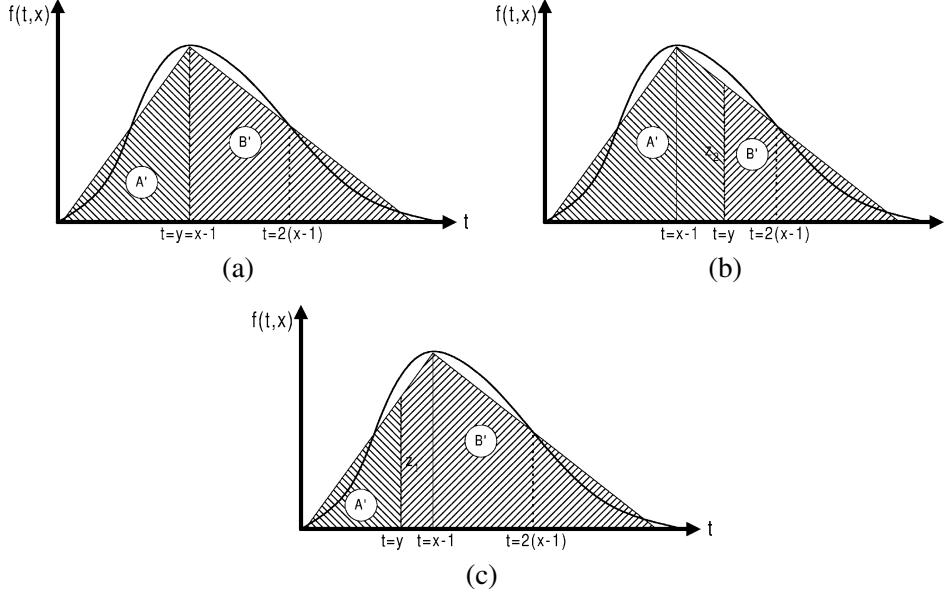 f(t,x)
A'
B'
t=y=x-1
t=2(x-1)
t
(a)
f(t,x)
A'
z2
B'
t=x-1
t=y
t=2(x-1)
(b)
f(t,x)
B'
z1
A'
t=y
t=x-1
t=2(x-1)
t
(c)